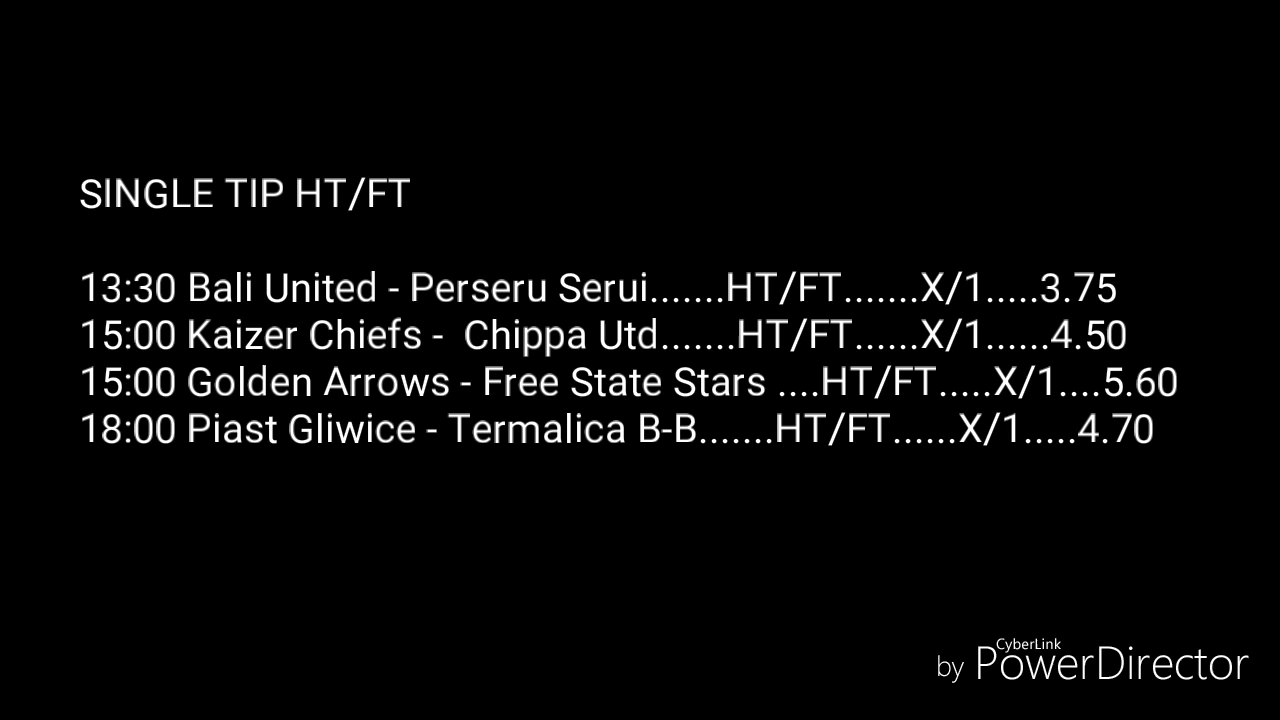 SINGLE TIP HT/FT
13:30 Bali United - Perseru Serui.......HT/FT.......X/1.....3.75
15:00 Kaizer Chiefs -  Chippa Utd.......HT/FT......X/1......4.50
15:00 Golden Arrows - Free State Stars ....HT/FT.....X/1....5.60
18:00 Piast Gliwice - Termalica B-B.......HT/FT......X/1.....4.70
CyberLink
by PowerDirector